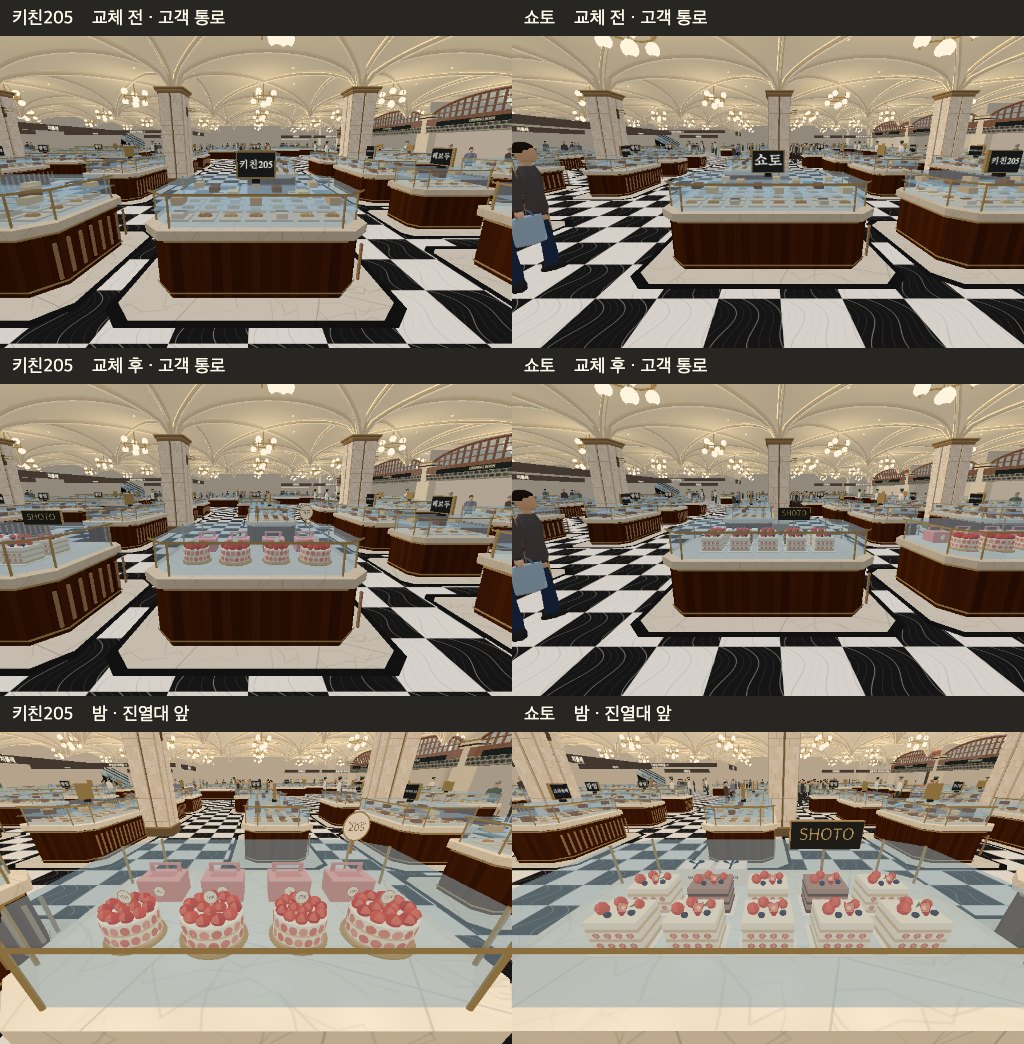 키친205 교체 전 · 고객 통로
쇼토 교체 전 · 고객 통로
키친205
쇼토
키친205
키친205 교체 후 · 고객 통로
쇼토 교체 후 · 고객 통로
SHOTO
SHOTO
키친205 밤 · 진열대 앞
쇼토 밤 · 진열대 앞
205
SHOTO